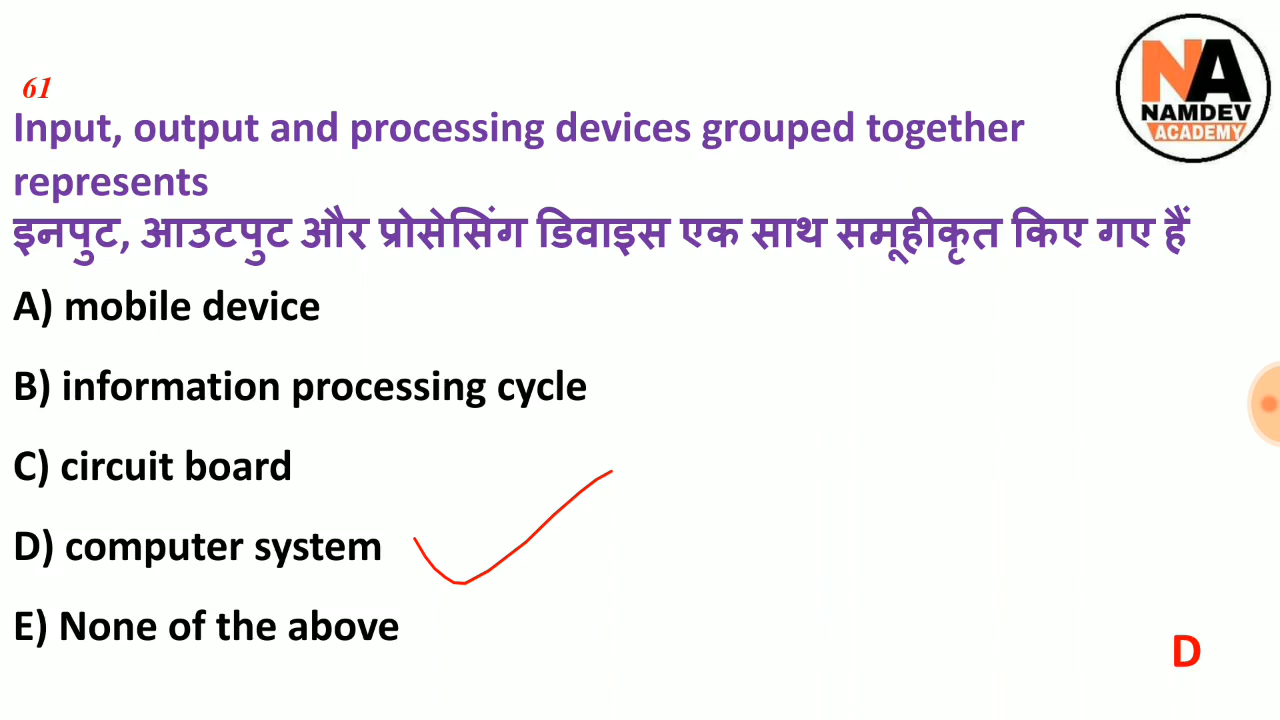 NA
NAMDEV
ACADEMY
61
Input, output and processing devices grouped together
represents
इनपुट, आउटपुट और प्रोसेसिंग डिवाइस एक साथ समूहीकृत किए गए हैं
A) mobile device
B) information processing cycle
C) circuit board
D) computer system
E) None of the above
D